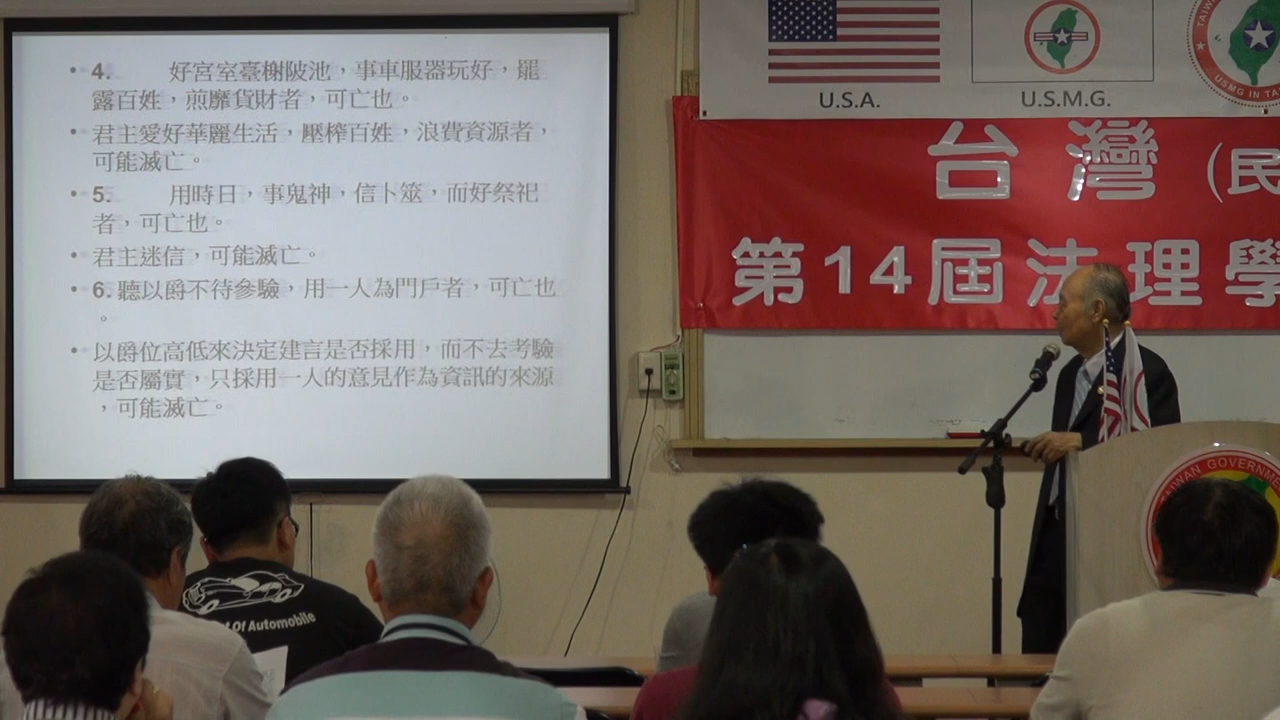 4. 好宮室臺榭陂池，事車服器玩好，罷
露百姓，煎靡貨財者，可亡也。
君主愛好華麗生活，壓榨百姓，浪費資源者，
可能滅亡。
5. 用時日，事鬼神，信卜筮，而好祭祀
者，可亡也。
君主迷信，可能滅亡。
6. 聽以爵不待參驗，用一人為門戶者，可亡也
。
以爵位高低來決定建言是否採用，而不去考驗
是否屬實，只採用一人的意見作為資訊的來源
，可能滅亡。
U.S.A.
U.S.M.G.
TAIWAN
USMG IN TA
台灣（民
第14屆法理學
TAIWAN GOVERNME
Of Automobile